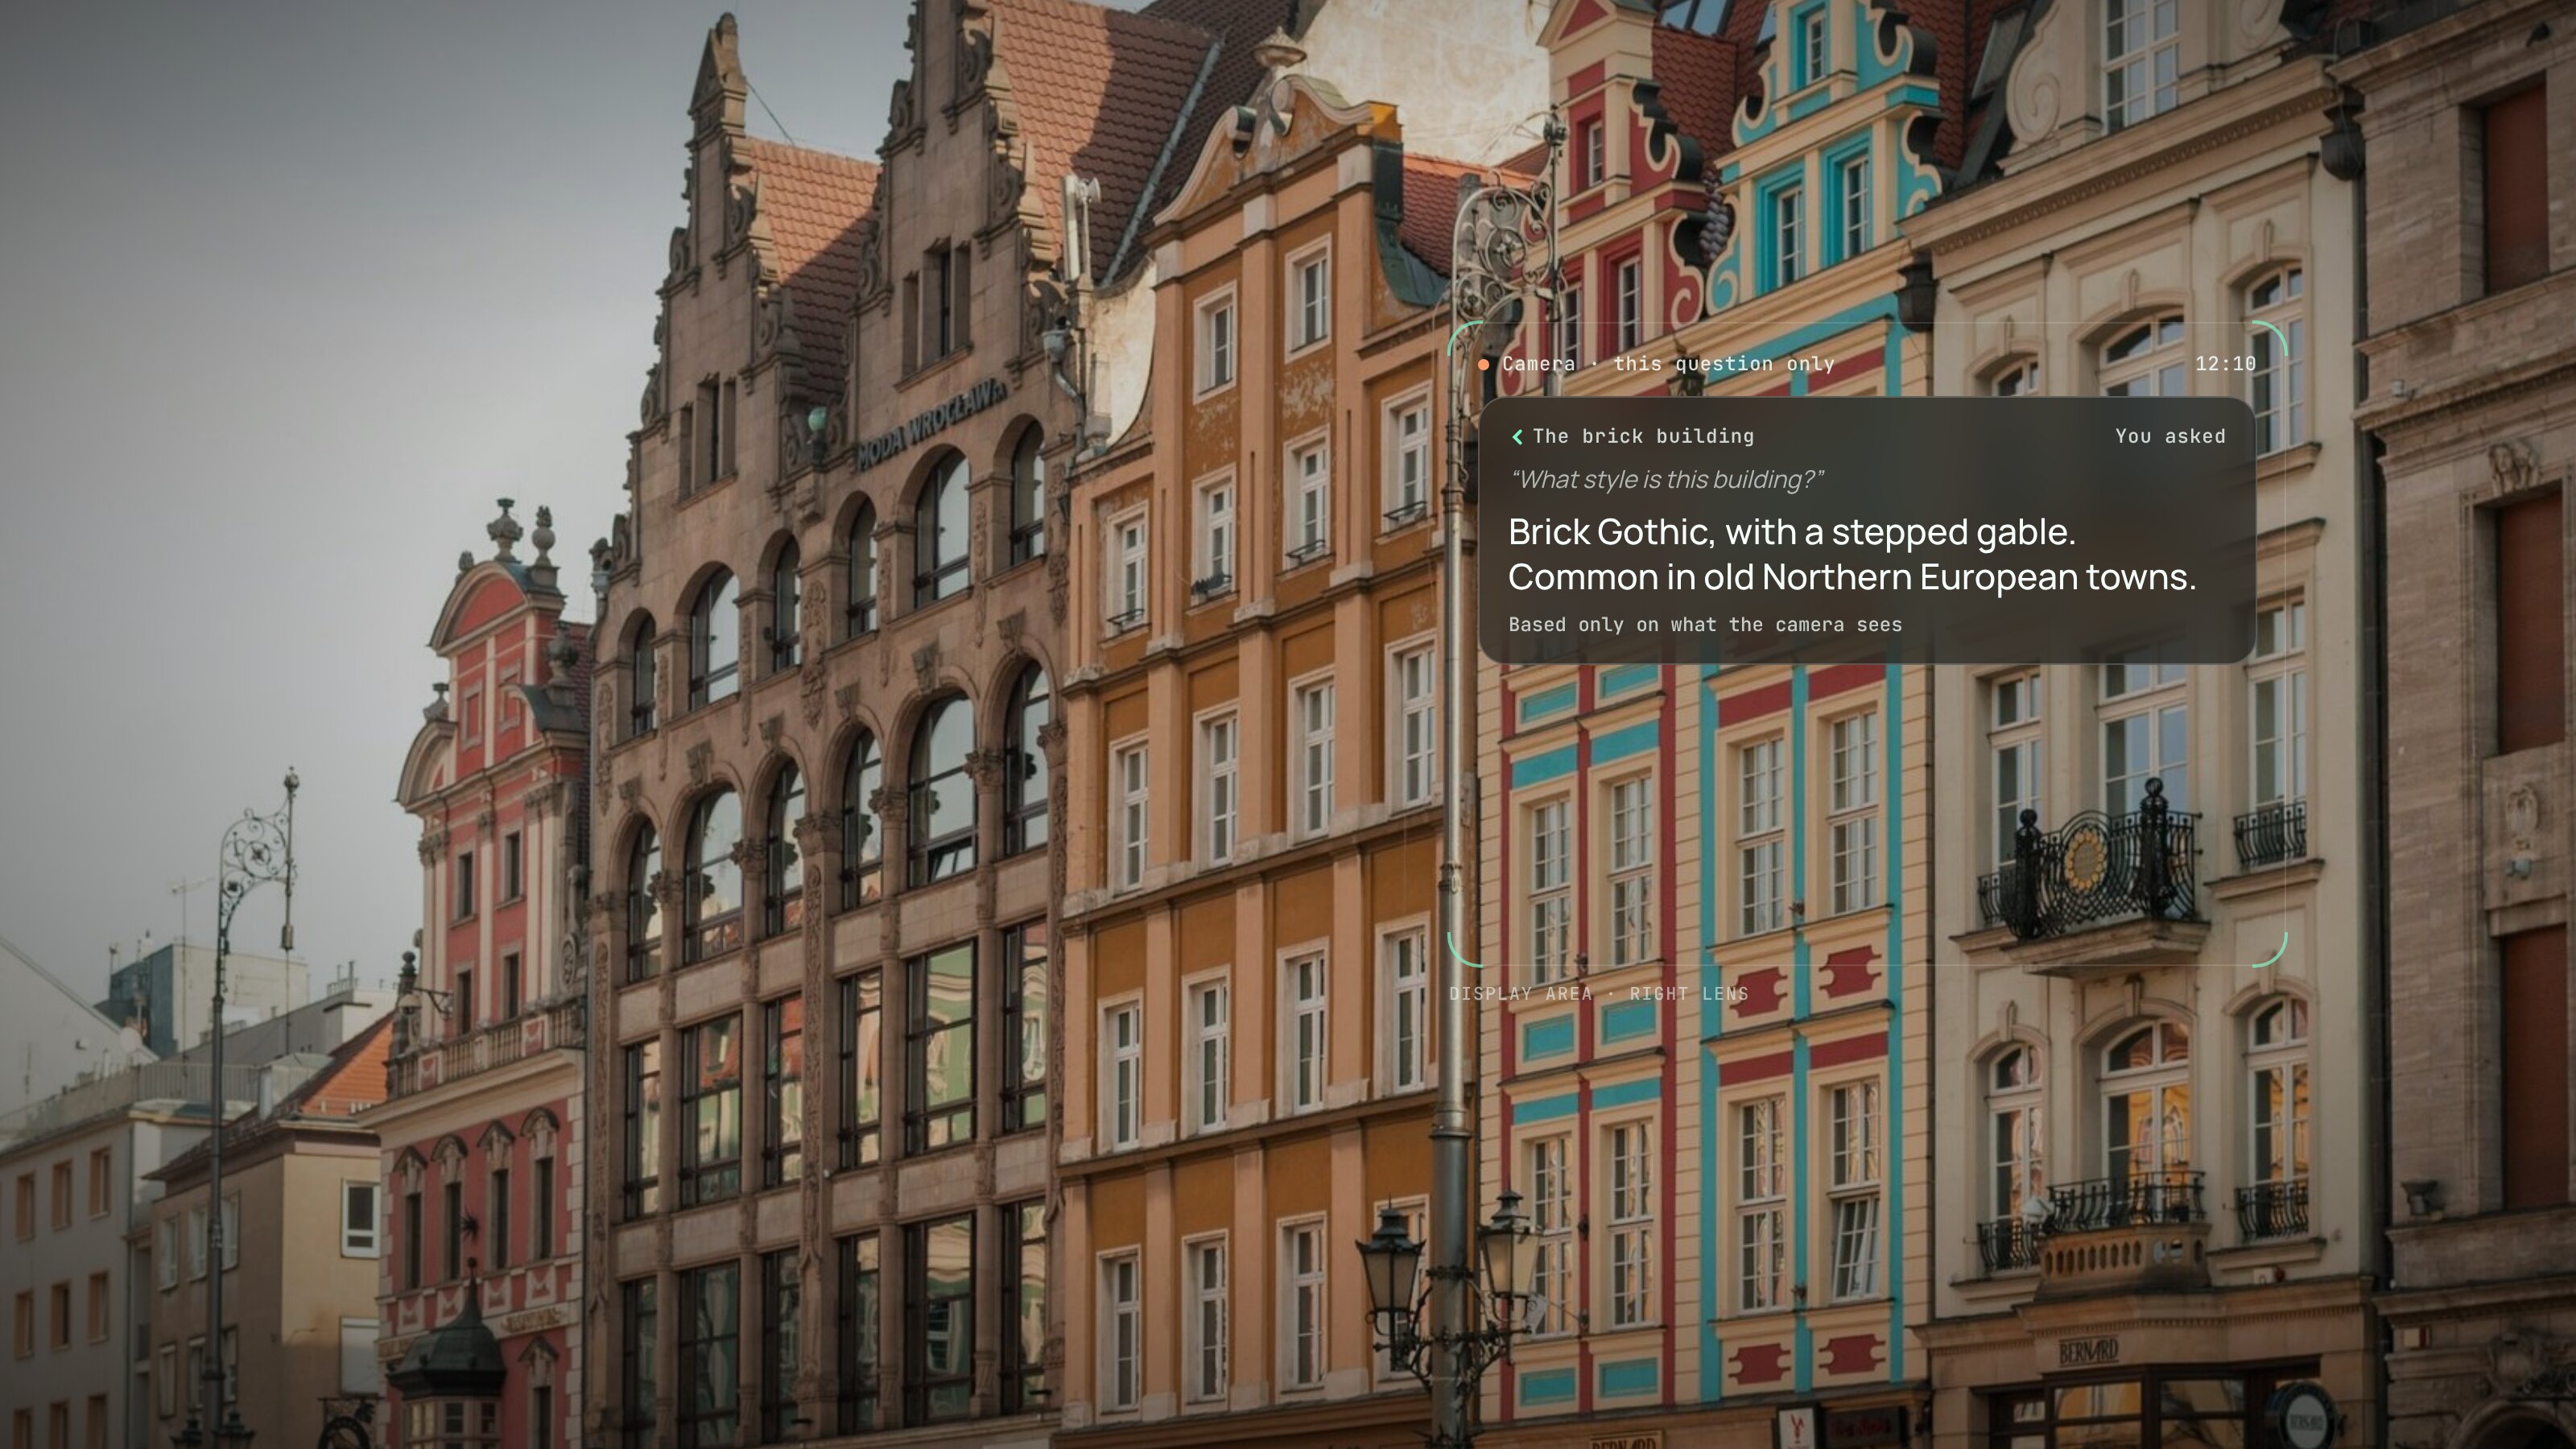 MODA WROCŁAW
Camera · this question only
12:10
The brick building
You asked
“What style is this building?”
Brick Gothic, with a stepped gable.
Common in old Northern European towns.
Based only on what the camera sees
DISPLAY AREA · RIGHT LENS
BERNARD
BERNARD